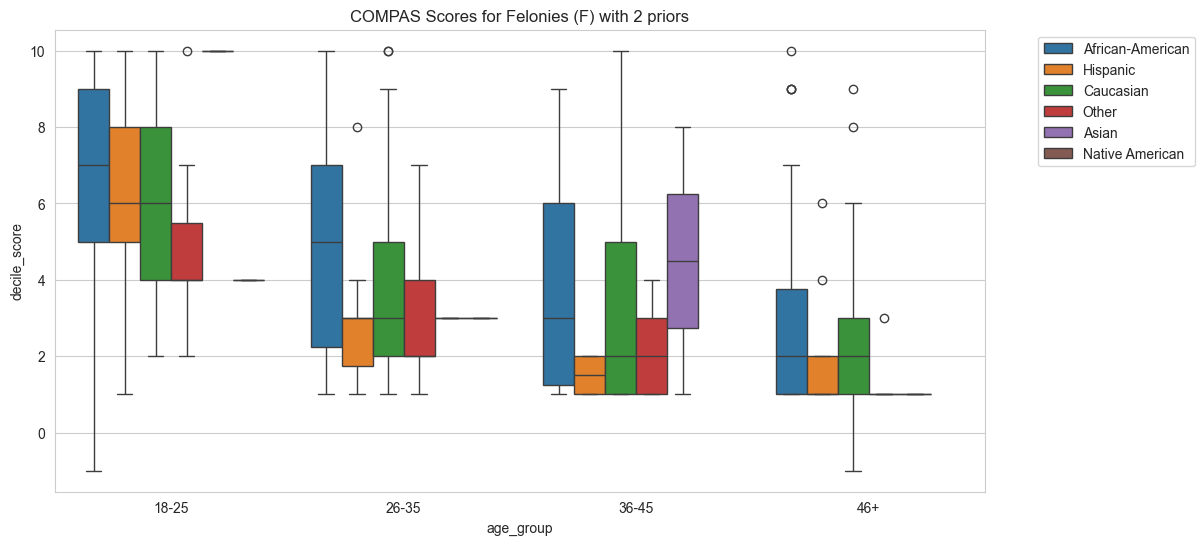 COMPAS Scores for Felonies (F) with 2 priors
10
8
6
4
2
0
decile_score
18-25
26-35
36-45
46+
age_group
African-American
Hispanic
Caucasian
Other
Asian
Native American